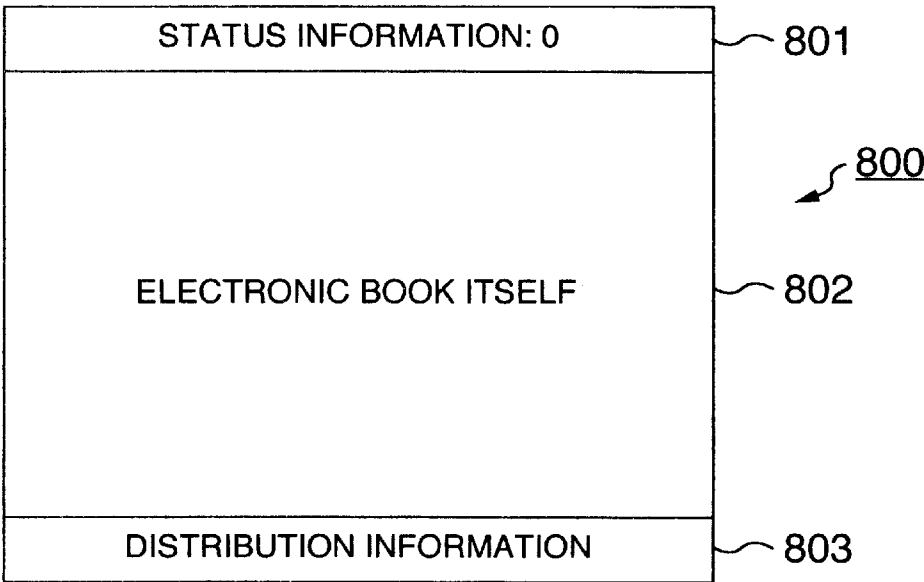 STATUS INFORMATION: 0
801
800
ELECTRONIC BOOK ITSELF
802
DISTRIBUTION INFORMATION
803